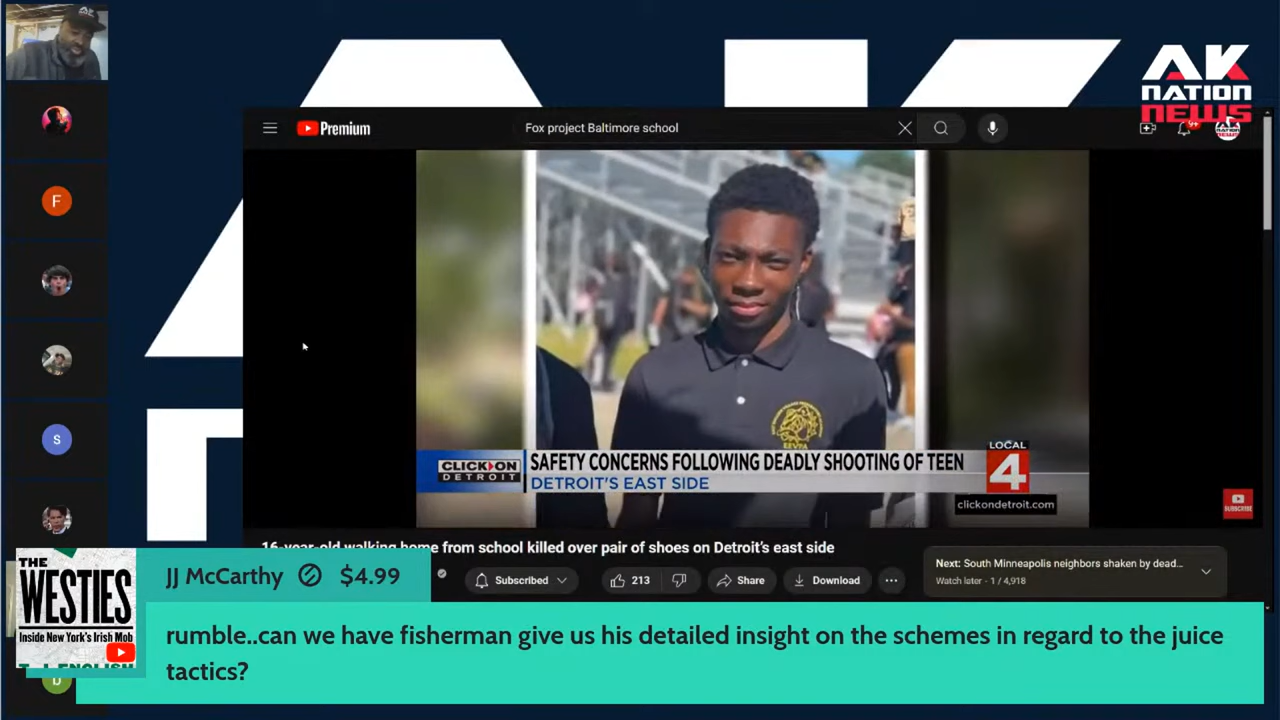 AK
NATION
NEWS
Premium
Fox project Baltimore school
9+
F
S
CLICK ON
DETROIT
SAFETY CONCERNS FOLLOWING DEADLY SHOOTING OF TEEN
DETROIT'S EAST SIDE
LOCAL
4
clickondetroit.com
SUBSCRIBE
16-year-old walking home from school killed over pair of shoes on Detroit's east side
Subscribed
213
Share
Download
Next: South Minneapolis neighbors shaken by dead...
Watch later - 1 / 4,918
THE
WESTIES
Inside New York's Irish Mob
T. J. ENGLISH
JJ McCarthy $4.99
rumble..can we have fisherman give us his detailed insight on the schemes in regard to the juice
tactics?